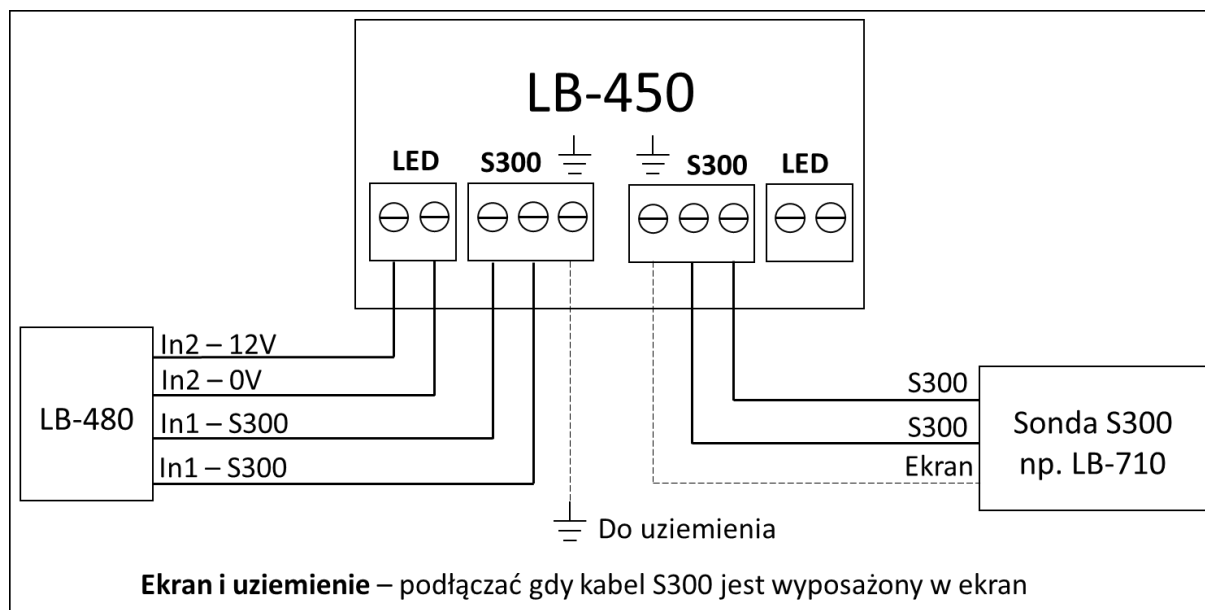 LB-450
LED S300 S300 LED
In2 – 12V
In2 – 0V
In1 – S300
In1 – S300
LB-480
S300
S300
Ekran
Sonda S300
np. LB-710
Do uziemienia
Ekran i uziemienie – podłączać gdy kabel S300 jest wyposażony w ekran